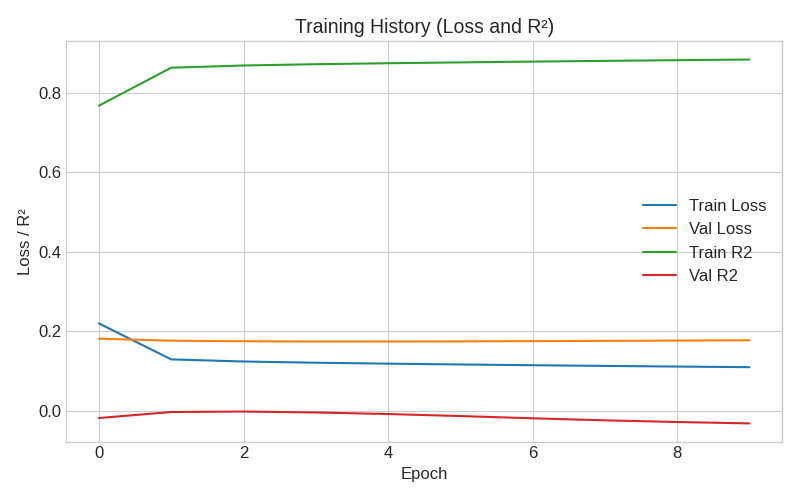 Training History (Loss and R²)
Loss / R²
0.8
0.6
0.4
0.2
0.0
Train Loss
Val Loss
Train R2
Val R2
0 2 4 6 8
Epoch